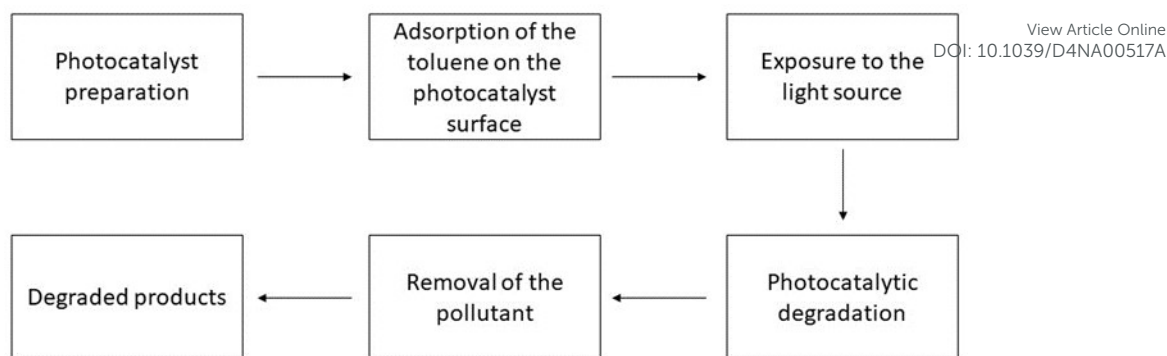 Photocatalyst
preparation
Adsorption of the
toluene on the
photocatalyst
surface
Exposure to the
light source
View Article Online
DOI: 10.1039/D4NA00517A
Photocatalytic
degradation
Removal of the
pollutant
Degraded products